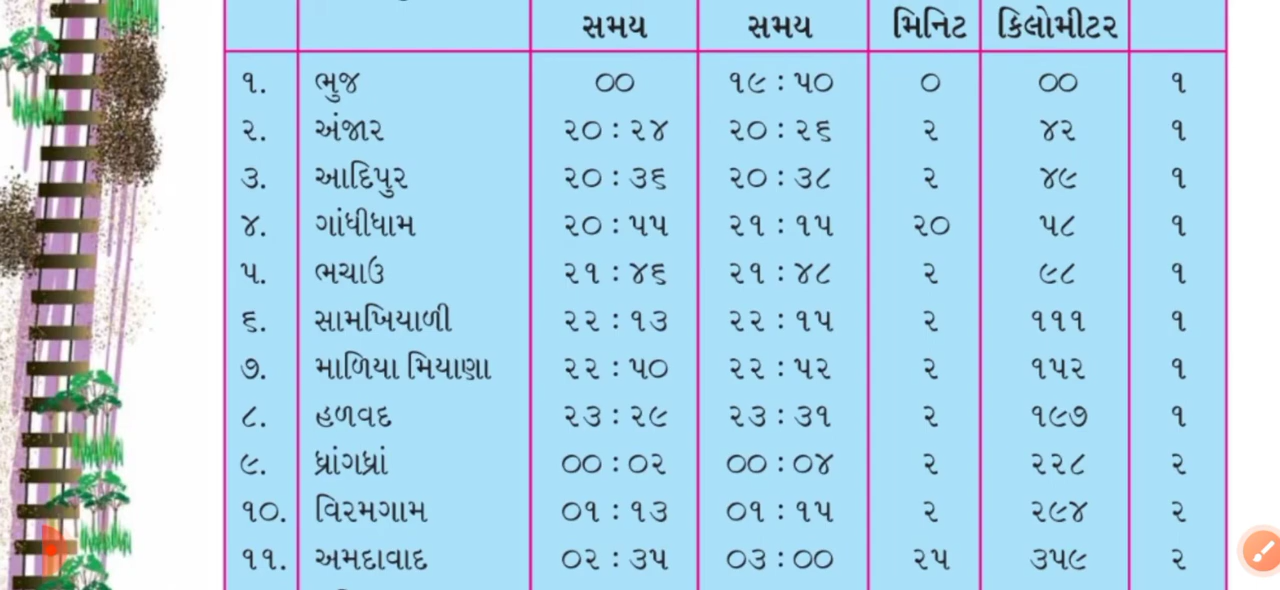 સમય સમય મિનિટ કિલોમીટર
૧. ભુજ ૦૦ ૧૯ : ૫૦ ૦ ૦૦ ૧
૨. અંજાર ૨૦ : ૨૪ ૨૦ : ૨૬ ૨ ૪૨ ૧
૩. આદિપુર ૨૦ : ૩૬ ૨૦ : ૩૮ ૨ ૪૯ ૧
૪. ગાંધીધામ ૨૦ : ૫૫ ૨૧ : ૧૫ ૨૦ ૫૮ ૧
૫. ભચાઉ ૨૧ : ૪૬ ૨૧ : ૪૮ ૨ ૯૮ ૧
૬. સામખિયાળી ૨૨ : ૧૩ ૨૨ : ૧૫ ૨ ૧૧૧ ૧
૭. માળિયા મિયાણા ૨૨ : ૫૦ ૨૨ : ૫૨ ૨ ૧૫૨ ૧
૮. હળવદ ૨૩ : ૨૯ ૨૩ : ૩૧ ૨ ૧૯૭ ૧
૯. ધ્રાંગધ્રાં ૦૦ : ૦૨ ૦૦ : ૦૪ ૨ ૨૨૮ ૨
૧૦. વિરમગામ ૦૧ : ૧૩ ૦૧ : ૧૫ ૨ ૨૯૪ ૨
૧૧. અમદાવાદ ૦૨ : ૩૫ ૦૩ : ૦૦ ૨૫ ૩૫૯ ૨